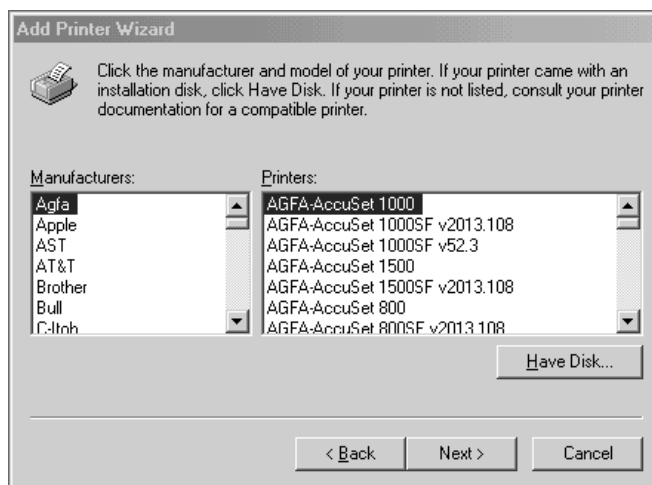 Add Printer Wizard
Click the manufacturer and model of your printer. If your printer came with an
installation disk, click Have Disk. If your printer is not listed, consult your printer
documentation for a compatible printer.
Manufacturers:
Agfa
Apple
AST
AT&T
Brother
Bull
C-Itoh
Printers:
AGFA-AccuSet 1000
AGFA-AccuSet 1000SF v2013.108
AGFA-AccuSet 1000SF v52.3
AGFA-AccuSet 1500
AGFA-AccuSet 1500SF v2013.108
AGFA-AccuSet 800
AGFA-AccuSet 800SF v2013.108
Have Disk...
< Back
Next >
Cancel